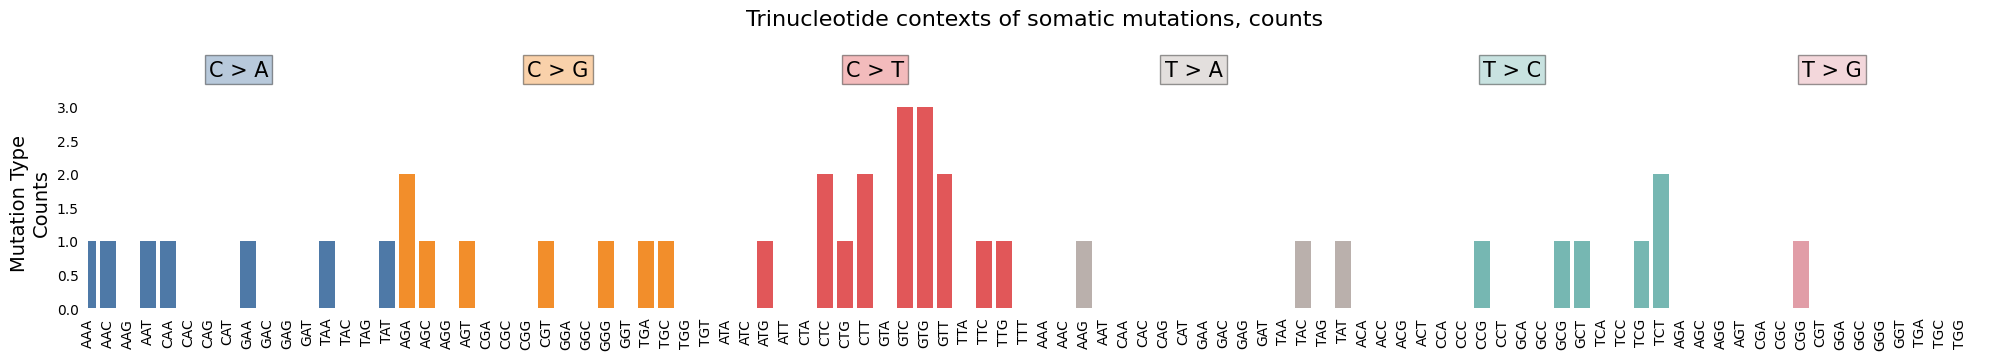 Trinucleotide contexts of somatic mutations, counts
C > A
C > G
C > T
T > A
T > C
T > G
Mutation Type
Counts
3.0
2.5
2.0
1.5
1.0
0.5
0.0
AAA
AAC
AAG
AAT
CAA
CAC
CAG
CAT
GAA
GAC
GAG
GAT
TAA
TAC
TAG
TAT
AGA
AGC
AGG
AGT
CGA
CGC
CGG
CGT
GGA
GGC
GGG
GGT
TGA
TGC
TGG
TGT
ATA
ATC
ATG
ATT
CTA
CTC
CTG
CTT
GTA
GTC
GTG
GTT
TTA
TTC
TTG
TTT
AAA
AAC
AAG
AAT
CAA
CAC
CAG
CAT
GAA
GAC
GAG
GAT
TAA
TAC
TAG
TAT
ACA
ACC
ACG
ACT
CCA
CCC
CCG
CCT
GCA
GCC
GCG
GCT
TCA
TCC
TCG
TCT
AGA
AGC
AGG
AGT
CGA
CGC
CGG
CGT
GGA
GGC
GGG
GGT
TGA
TGC
TGG